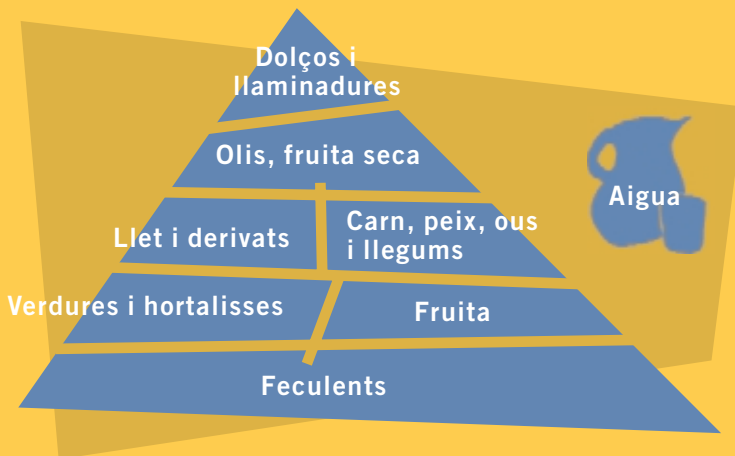 Dolços i
llaminadures
Olis, fruita seca
Aigua
Llet i derivats
Carn, peix, ous
i llegums
Verdures i hortalisses
Fruita
Feculents